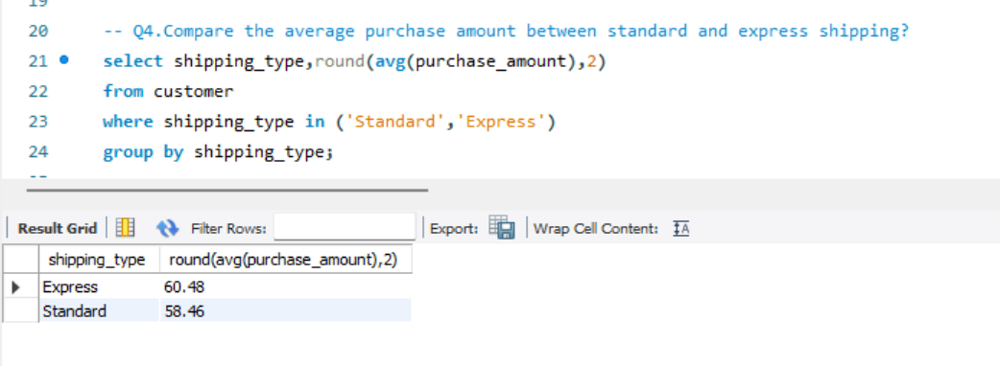 19
20 -- Q4.Compare the average purchase amount between standard and express shipping?
21 select shipping_type,round(avg(purchase_amount),2)
22 from customer
23 where shipping_type in ('Standard','Express')
24 group by shipping_type;
Result Grid Filter Rows: Export: Wrap Cell Content: IA
shipping_type round(avg(purchase_amount),2)
Express 60.48
Standard 58.46